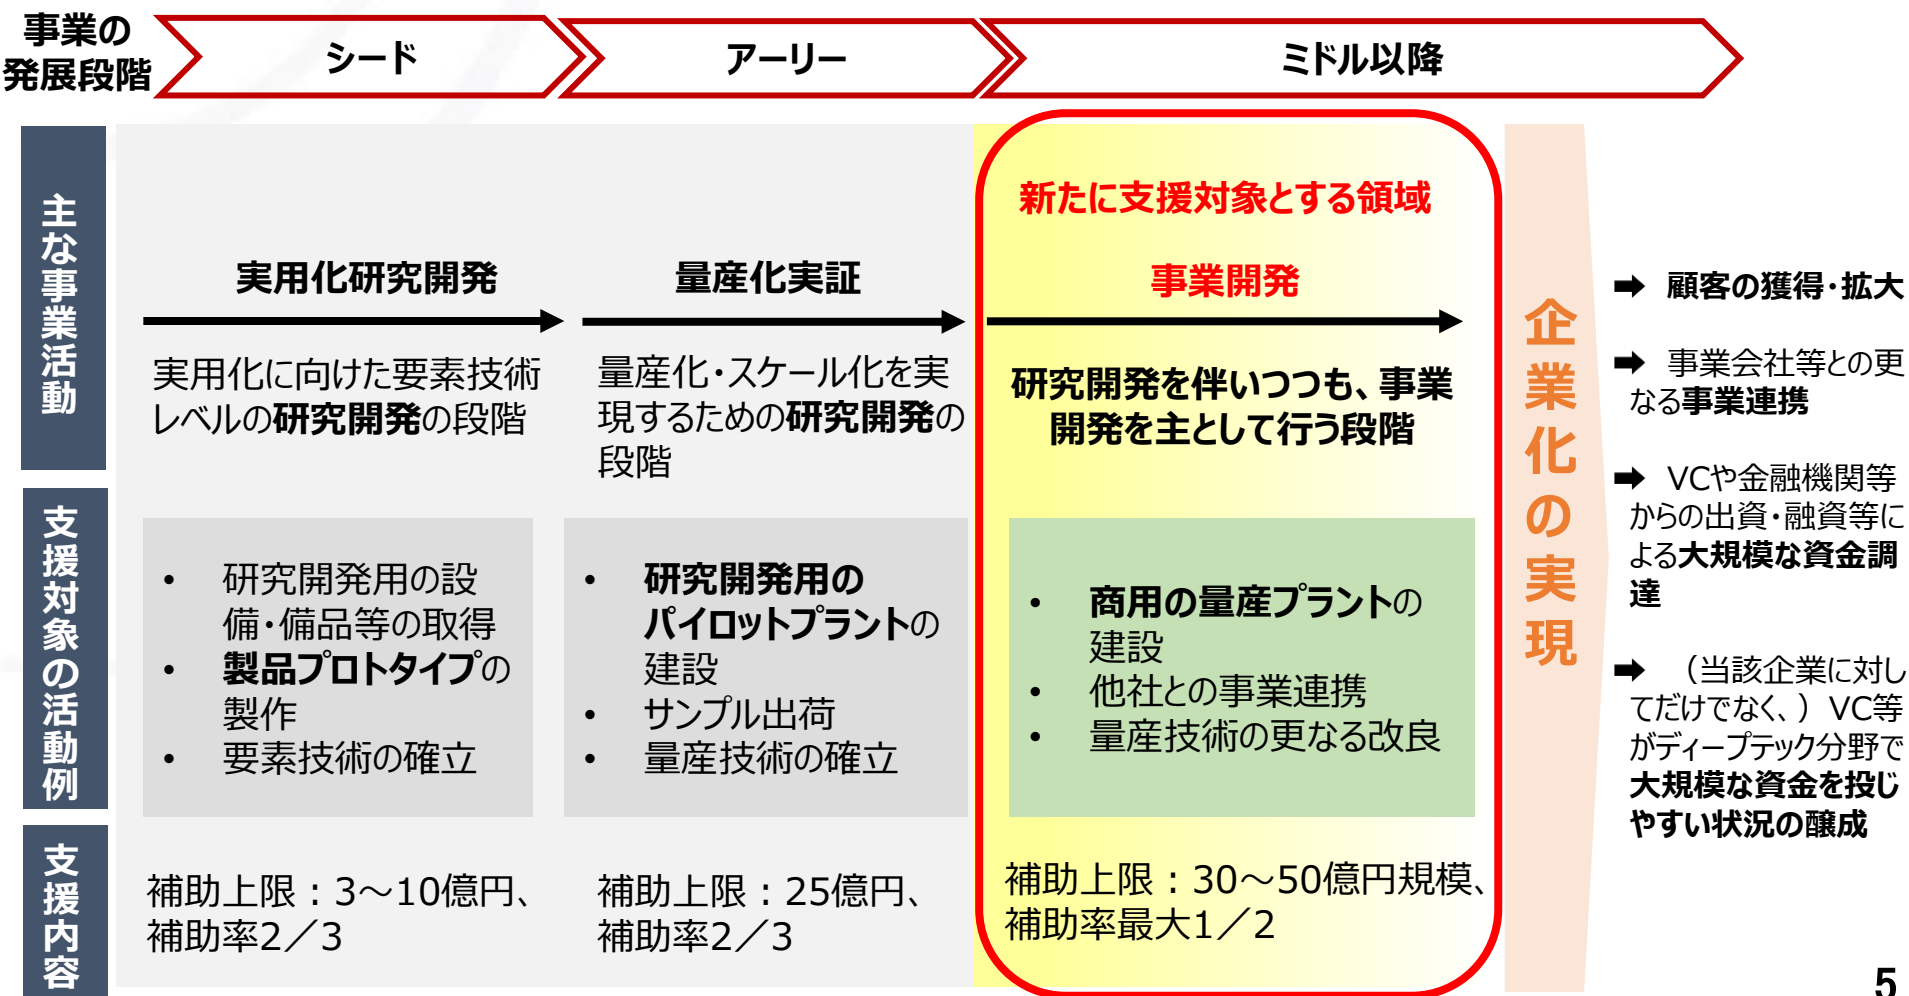 事業の
発展段階
シード
アーリー
ミドル以降
主な事業活動
実用化研究開発
実用化に向けた要素技術
レベルの研究開発の段階
量産化実証
量産化・スケール化を実
現するための研究開発の
段階
新たに支援対象とする領域
事業開発
研究開発を伴いつつも、事業
開発を主として行う段階
支援対象の活動例
• 研究開発用の設
備・備品等の取得
• 製品プロトタイプの
製作
• 要素技術の確立
• 研究開発用の
パイロットプラントの
建設
• サンプル出荷
• 量産技術の確立
• 商用の量産プラントの
建設
• 他社との事業連携
• 量産技術の更なる改良
支援内容
補助上限：3～10億円、
補助率2／3
補助上限：25億円、
補助率2／3
補助上限：30～50億円規模、
補助率最大1／2
企業化の実現
➡ 顧客の獲得・拡大
➡ 事業会社等との更
なる事業連携
➡ VCや金融機関等
からの出資・融資等に
よる大規模な資金調
達
➡ （当該企業に対し
てだけでなく、）VC等
がディープテック分野で
大規模な資金を投じ
やすい状況の醸成
5